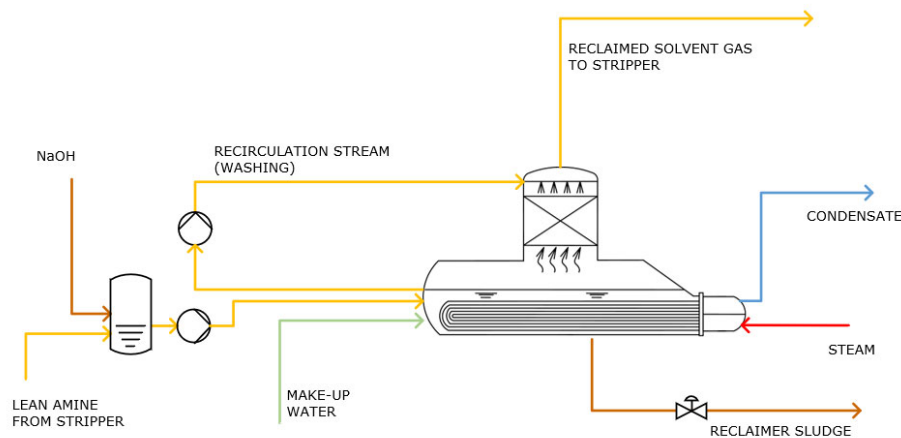 RECLAIMED SOLVENT GAS
TO STRIPPER
RECIRCULATION STREAM
(WASHING)
NaOH
CONDENSATE
STEAM
LEAN AMINE
FROM STRIPPER
MAKE-UP
WATER
RECLAIMER SLUDGE